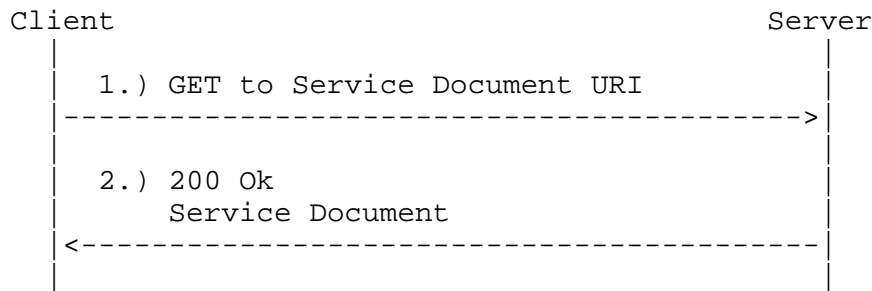 Client Server
1.) GET to Service Document URI
2.) 200 Ok
Service Document